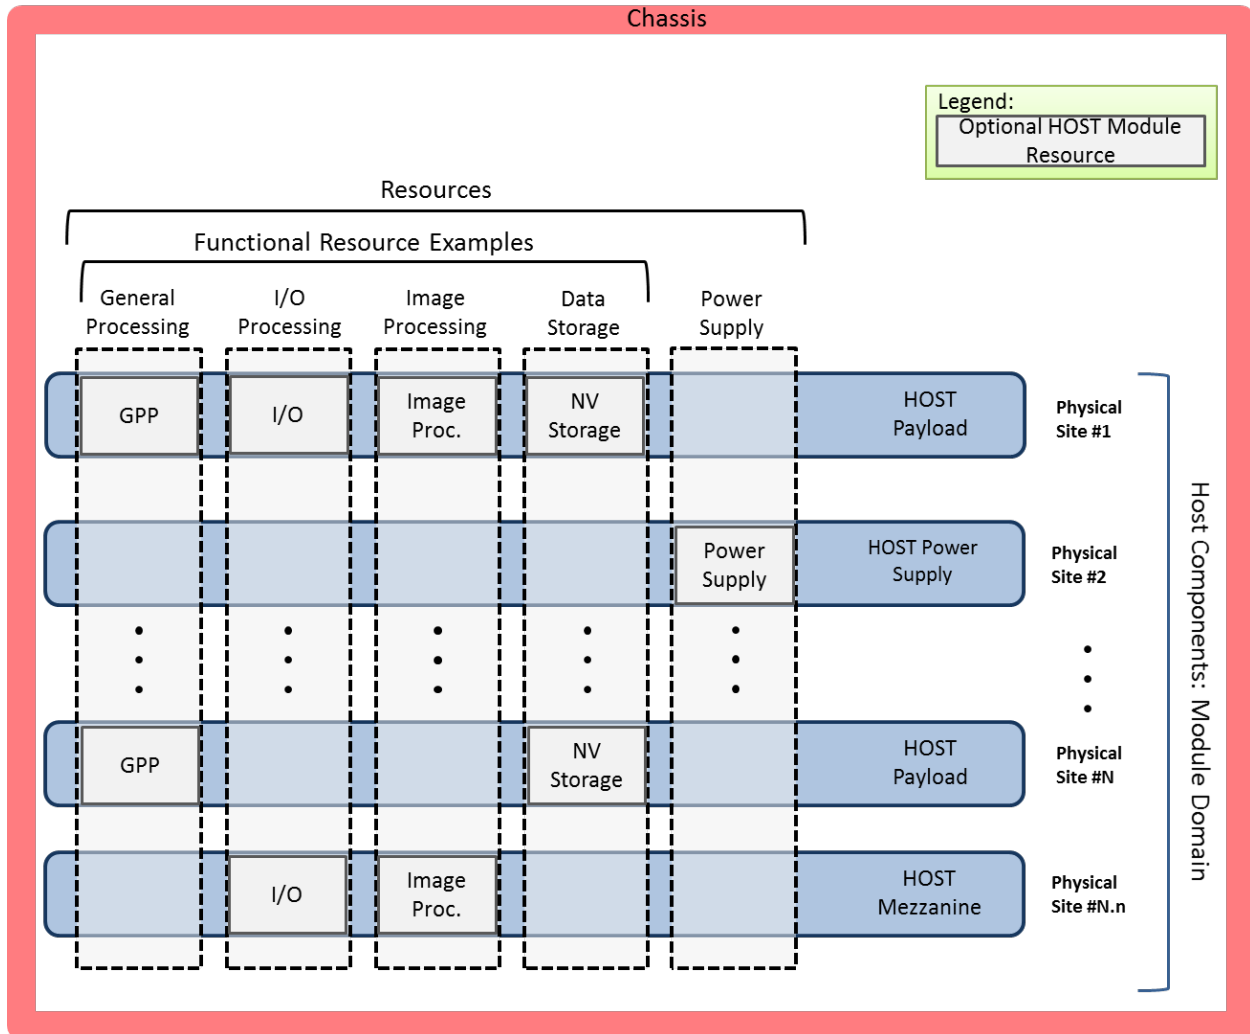 Chassis
Legend:
Optional HOST Module
Resource
Resources
Functional Resource Examples
General
Processing
I/O
Processing
Image
Processing
Data
Storage
Power
Supply
GPP
I/O
Image
Proc.
NV
Storage
HOST
Payload
Physical
Site #1
Power
Supply
HOST Power
Supply
Physical
Site #2
GPP
NV
Storage
HOST
Payload
Physical
Site #N
I/O
Image
Proc.
HOST
Mezzanine
Physical
Site #N.n
Host Components: Module Domain